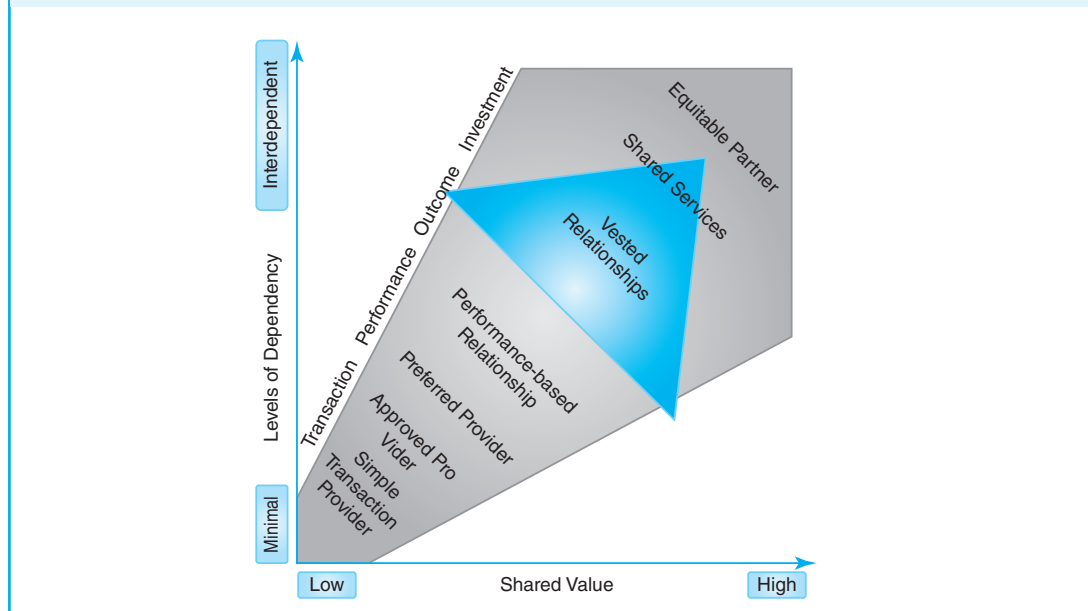 Interdependent
Levels of Dependency
Minimal
Transaction Performance Outcome Investment
Equitable Partner
Shared Services
Vested
Relationships
Performance-based
Relationship
Preferred Provider
Approved Pro
Vider
Simple
Transaction
Provider
Low
Shared Value
High